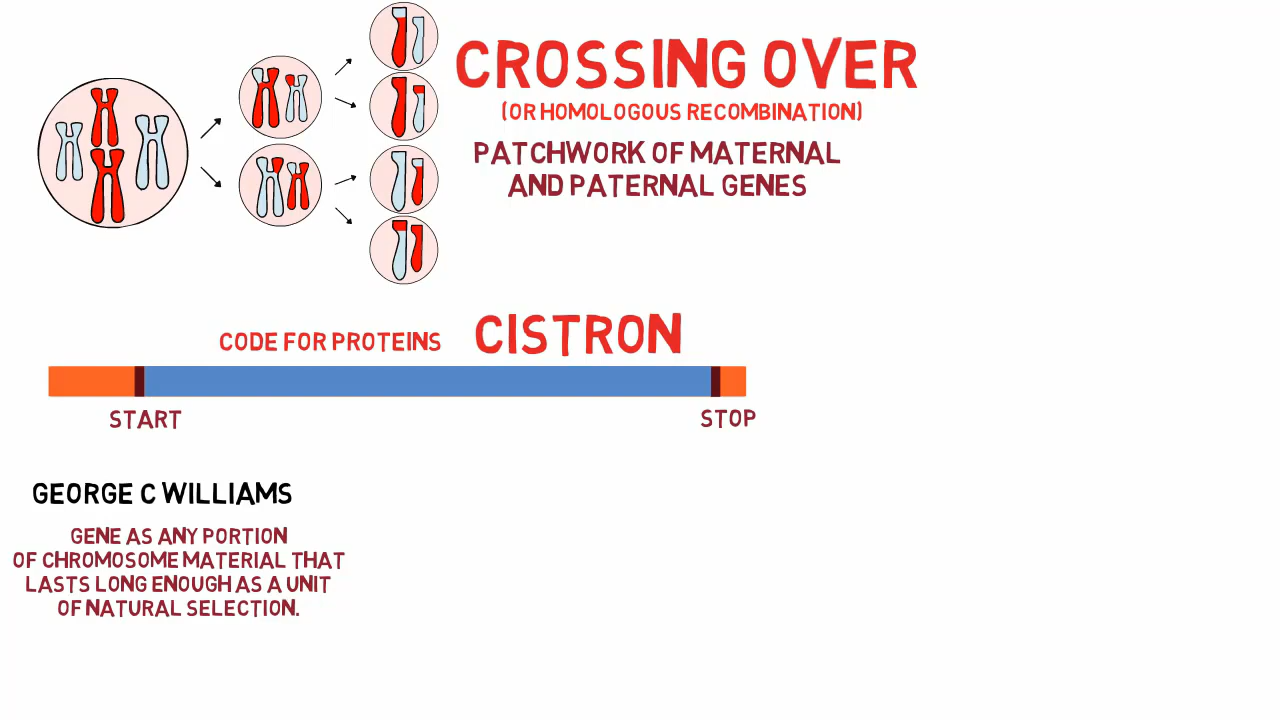 CROSSING OVER
(OR HOMOLOGOUS RECOMBINATION)
PATCHWORK OF MATERNAL
AND PATERNAL GENES
CODE FOR PROTEINS
CISTRON
START
STOP
GEORGE C WILLIAMS
GENE AS ANY PORTION
OF CHROMOSOME MATERIAL THAT
LASTS LONG ENOUGH AS A UNIT
OF NATURAL SELECTION.